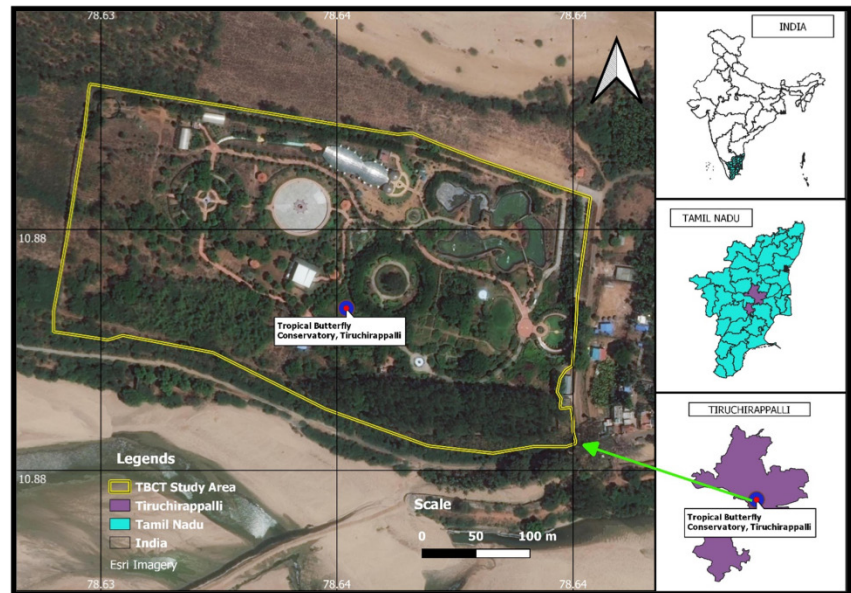 78.63
78.64
78.64
10.88
Tropical Butterfly
Conservatory, Tiruchirappalli
10.88
Legends
TBCT Study Area
Tiruchirappalli
Tamil Nadu
India
Esri Imagery
Scale
0 50 100 m
78.63
78.64
78.64
INDIA
TAMIL NADU
TIRUCHIRAPPALLI
Tropical Butterfly
Conservatory, Tiruchirappalli